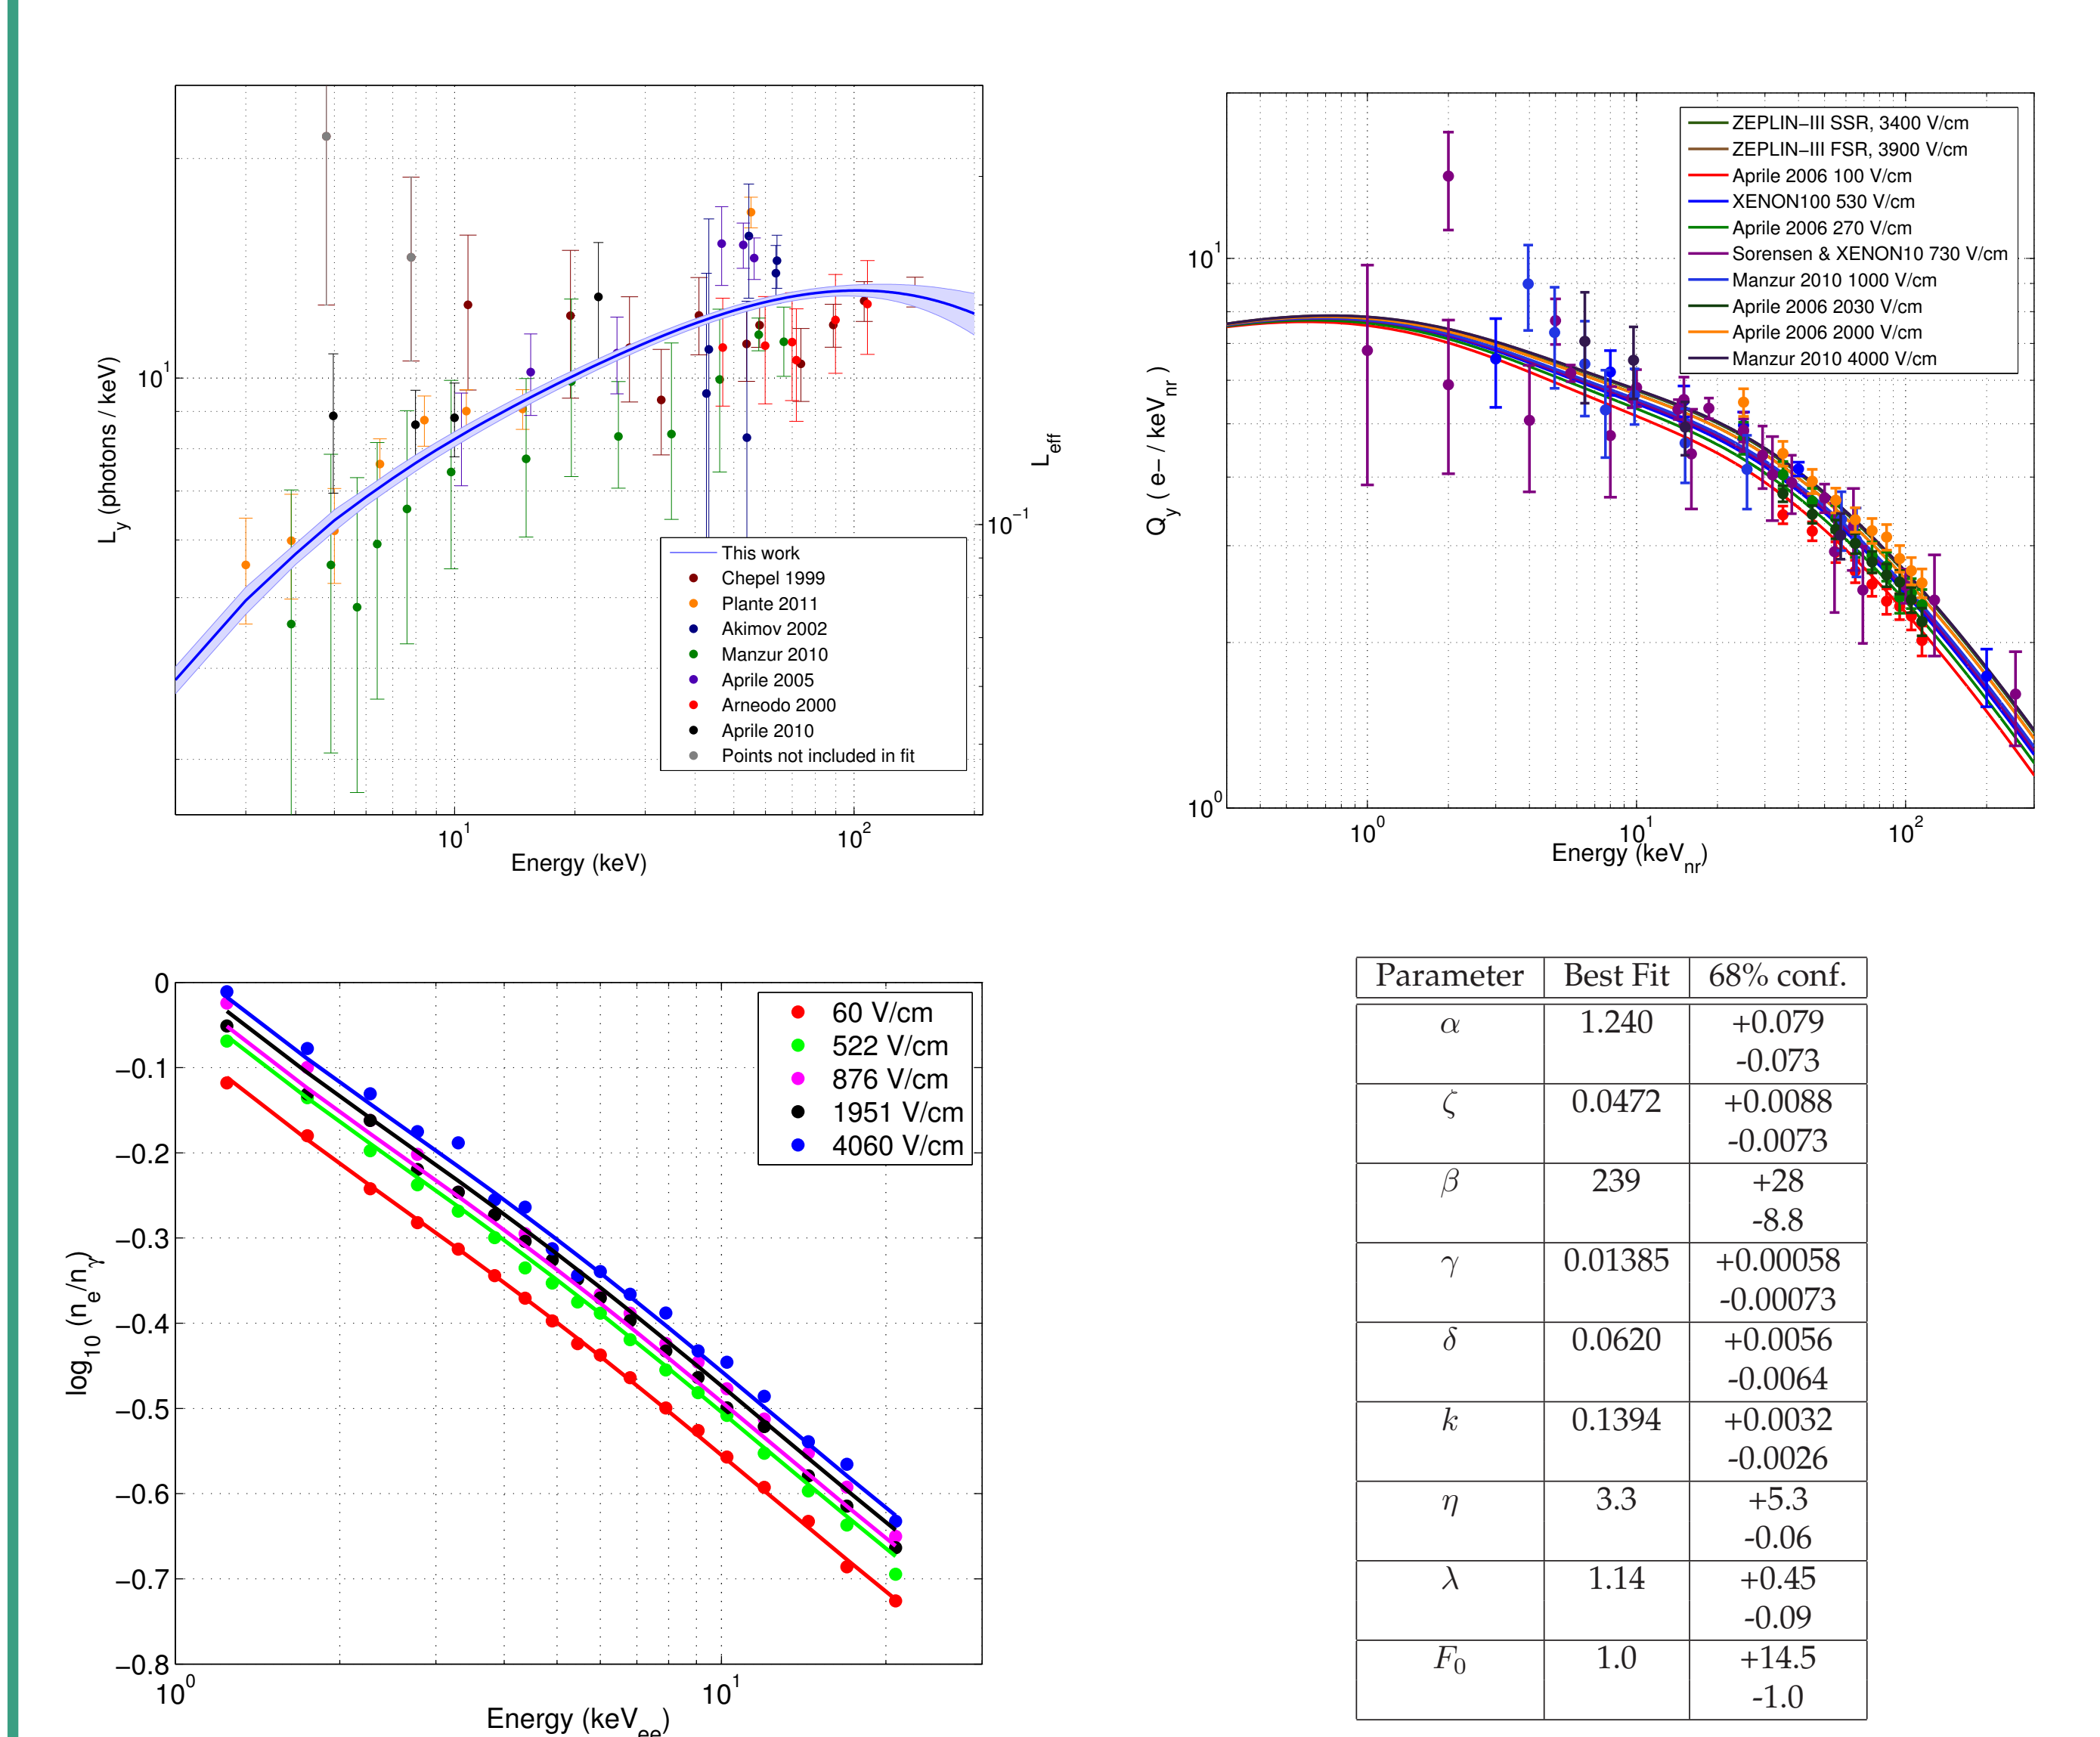 L_y (photons / keV)
10^1
10^1
10^2
Energy (keV)
L_eff
10^−1
This work
Chepel 1999
Plante 2011
Akimov 2002
Manzur 2010
Aprile 2005
Arneodo 2000
Aprile 2010
Points not included in fit
Q_y ( e− / keV_nr )
10^1
10^0
10^0
10^1
10^2
Energy (keV_nr)
ZEPLIN−III SSR, 3400 V/cm
ZEPLIN−III FSR, 3900 V/cm
Aprile 2006 100 V/cm
XENON100 530 V/cm
Aprile 2006 270 V/cm
Sorensen & XENON10 730 V/cm
Manzur 2010 1000 V/cm
Aprile 2006 2030 V/cm
Aprile 2006 2000 V/cm
Manzur 2010 4000 V/cm
log_10 (n_e/n_γ)
0
−0.1
−0.2
−0.3
−0.4
−0.5
−0.6
−0.7
−0.8
10^0
10^1
Energy (keV_ee)
60 V/cm
522 V/cm
876 V/cm
1951 V/cm
4060 V/cm
Parameter Best Fit 68% conf.
α 1.240 +0.079
-0.073
ζ 0.0472 +0.0088
-0.0073
β 239 +28
-8.8
γ 0.01385 +0.00058
-0.00073
δ 0.0620 +0.0056
-0.0064
k 0.1394 +0.0032
-0.0026
η 3.3 +5.3
-0.06
λ 1.14 +0.45
-0.09
F_0 1.0 +14.5
-1.0